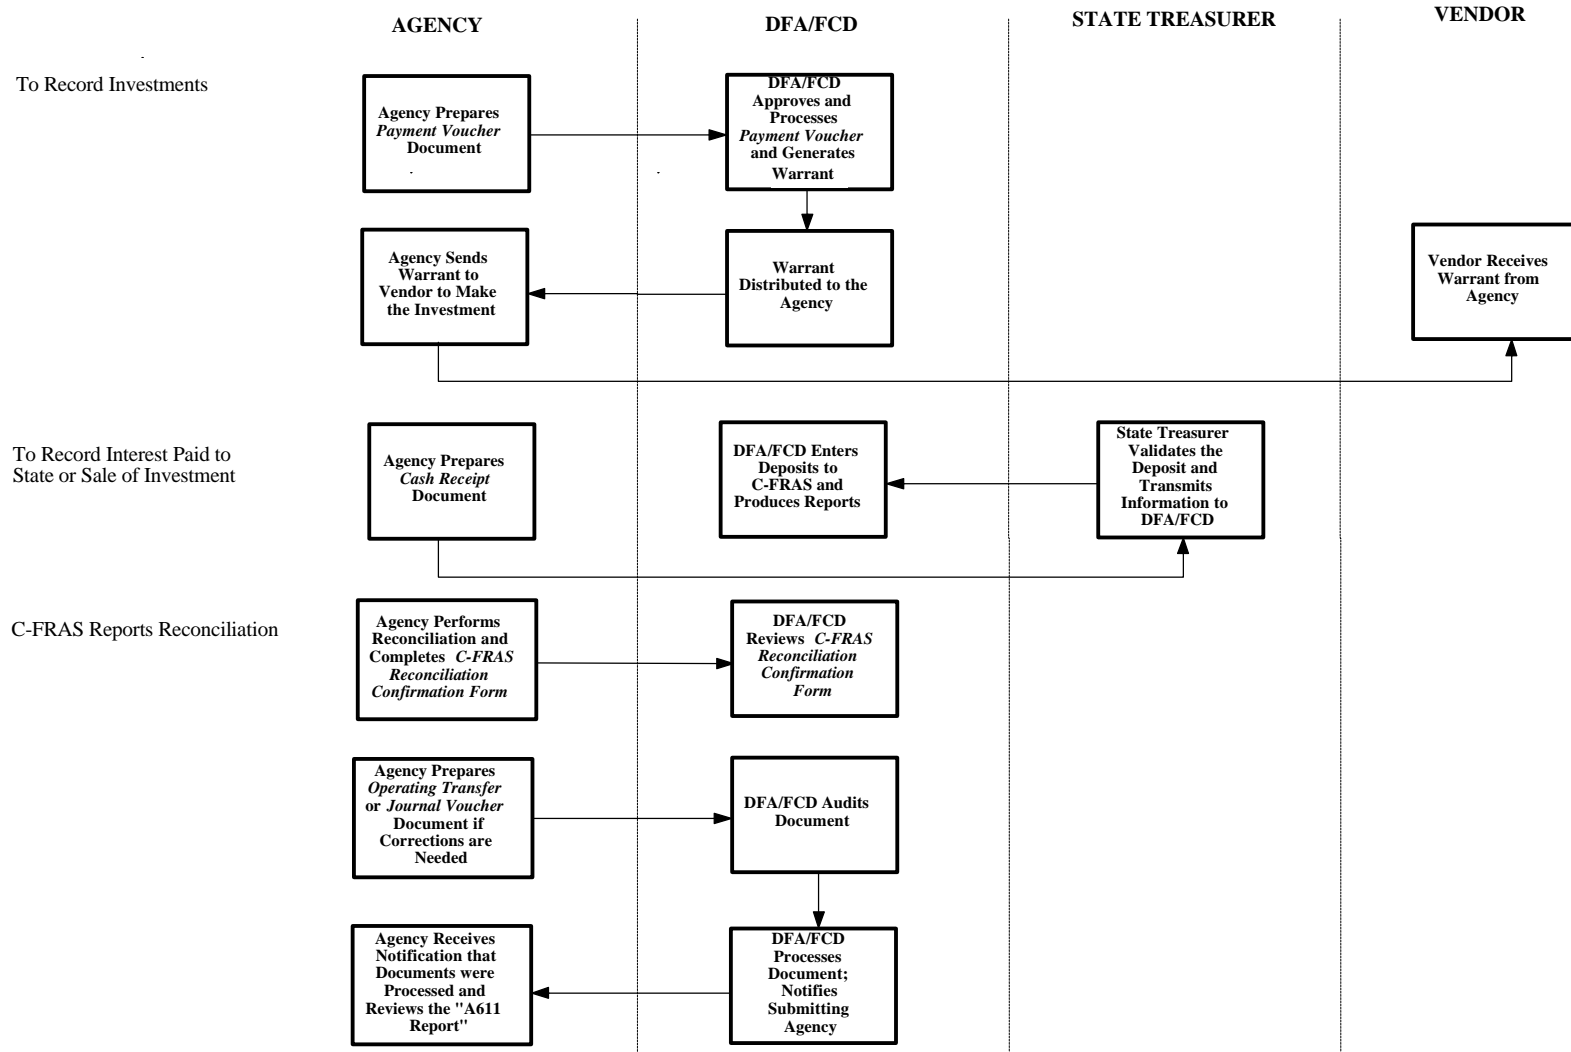 AGENCY
DFA/FCD
STATE TREASURER
VENDOR
To Record Investments
Agency Prepares
Payment Voucher
Document
DFA/FCD
Approves and
Processes
Payment Voucher
and Generates
Warrant
Agency Sends
Warrant to
Vendor to Make
the Investment
Warrant
Distributed to the
Agency
Vendor Receives
Warrant from
Agency
To Record Interest Paid to
State or Sale of Investment
Agency Prepares
Cash Receipt
Document
DFA/FCD Enters
Deposits to
C-FRAS and
Produces Reports
State Treasurer
Validates the
Deposit and
Transmits
Information to
DFA/FCD
C-FRAS Reports Reconciliation
Agency Performs
Reconciliation and
Completes C-FRAS
Reconciliation
Confirmation Form
DFA/FCD
Reviews C-FRAS
Reconciliation
Confirmation
Form
Agency Prepares
Operating Transfer
or Journal Voucher
Document if
Corrections are
Needed
DFA/FCD Audits
Document
Agency Receives
Notification that
Documents were
Processed and
Reviews the "A611
Report"
DFA/FCD
Processes
Document;
Notifies
Submitting
Agency